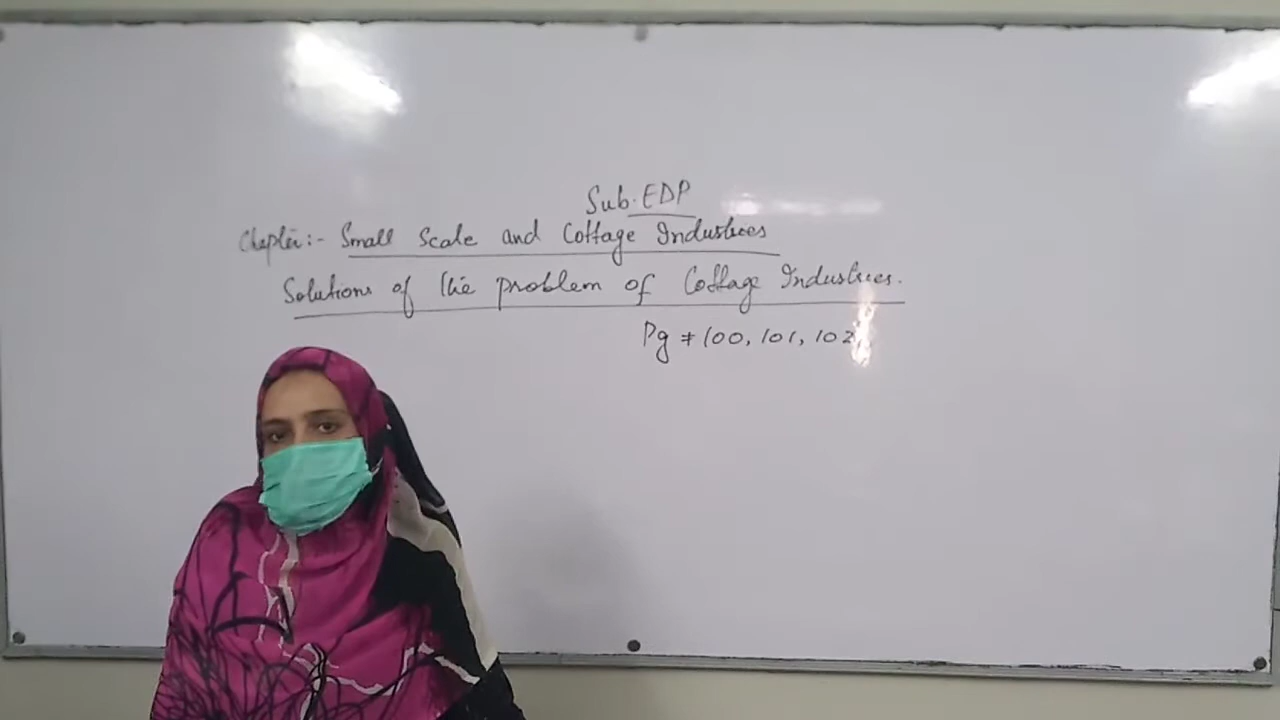 Sub. EDP
Chapter:- Small Scale and Cottage Industries
Solutions of the problem of Cottage Industries.
Pg # 100, 101, 102